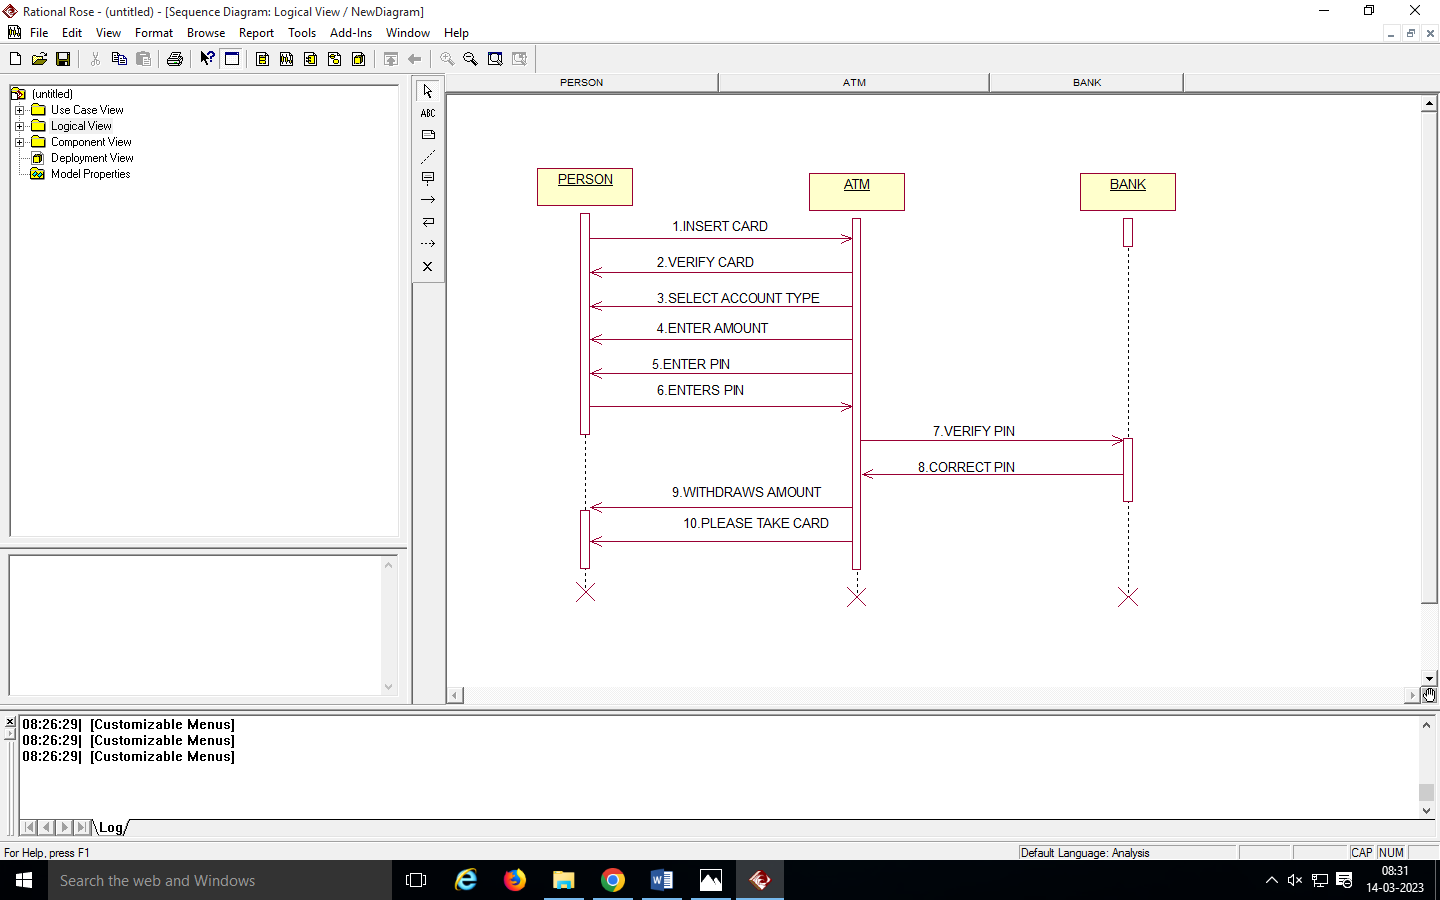 Rational Rose - (untitled) - [Sequence Diagram: Logical View / NewDiagram]
File Edit View Format Browse Report Tools Add-Ins Window Help
(untitled)
Use Case View
Logical View
Component View
Deployment View
Model Properties
ABC
PERSON ATM BANK
PERSON
ATM
BANK
1.INSERT CARD
2.VERIFY CARD
3.SELECT ACCOUNT TYPE
4.ENTER AMOUNT
5.ENTER PIN
6.ENTERS PIN
7.VERIFY PIN
8.CORRECT PIN
9.WITHDRAWS AMOUNT
10.PLEASE TAKE CARD
08:26:29| [Customizable Menus]
08:26:29| [Customizable Menus]
08:26:29| [Customizable Menus]
Log
For Help, press F1
Default Language: Analysis
CAP NUM
Search the web and Windows
08:31
14-03-2023